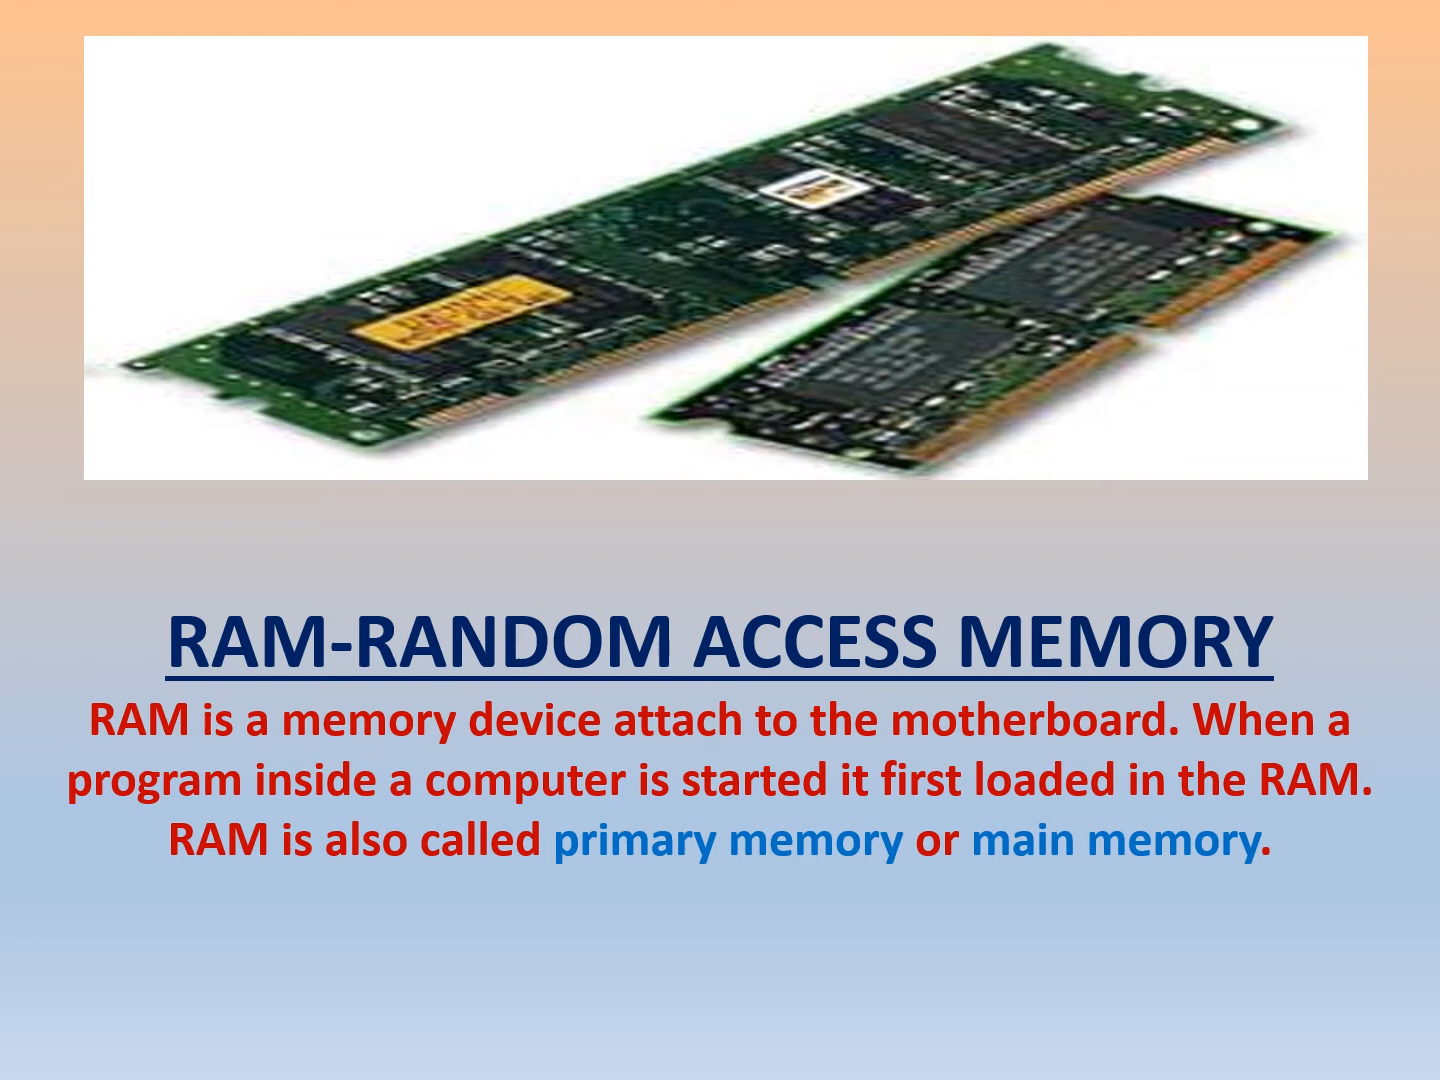 RAM-RANDOM ACCESS MEMORY
RAM is a memory device attach to the motherboard. When a
program inside a computer is started it first loaded in the RAM.
RAM is also called primary memory or main memory.